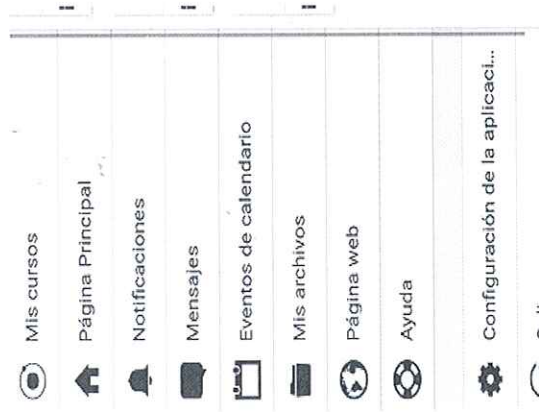 Mis cursos
Página Principal
Notificaciones
Mensajes
Eventos de calendario
Mis archivos
Página web
Ayuda
Configuración de la aplicaci...